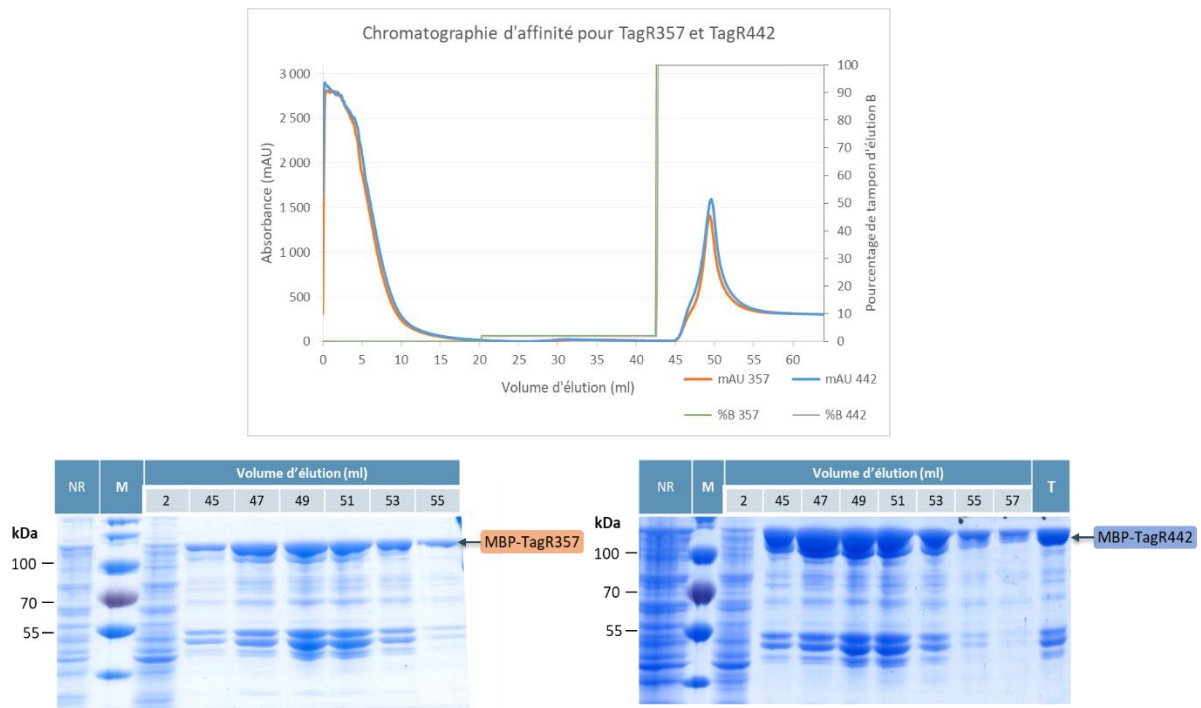 Chromatographie d'affinité pour TagR357 et TagR442
Absorbance (mAU)
3 000
2 500
2 000
1 500
1 000
500
0
0 5 10 15 20 25 30 35 40 45 50 55 60
Volume d'élution (ml)
100
90
80
70
60
50
40
30
20
10
0
Pourcentage de tampon d'élution B
mAU 357 mAU 442
%B 357 %B 442
NR M Volume d'élution (ml)
2 45 47 49 51 53 55
kDa
100
70
55
MBP-TagR357
NR M Volume d'élution (ml) T
2 45 47 49 51 53 55 57
kDa
100
70
55
MBP-TagR442